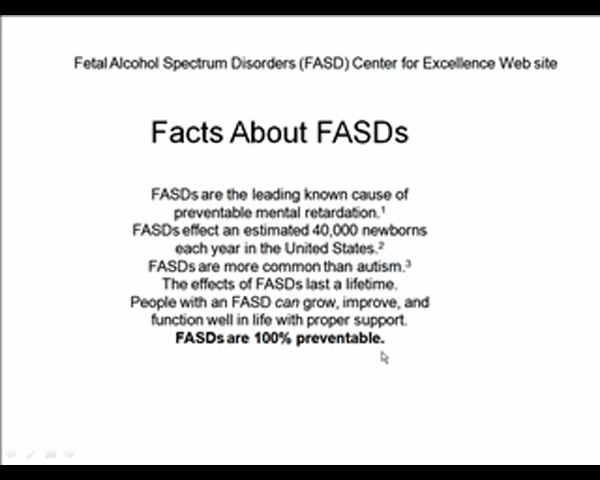 Fetal Alcohol Spectrum Disorders (FASD) Center for Excellence Web site
Facts About FASDs
FASDs are the leading known cause of
preventable mental retardation.¹
FASDs effect an estimated 40,000 newborns
each year in the United States.²
FASDs are more common than autism.³
The effects of FASDs last a lifetime.
People with an FASD can grow, improve, and
function well in life with proper support.
FASDs are 100% preventable.